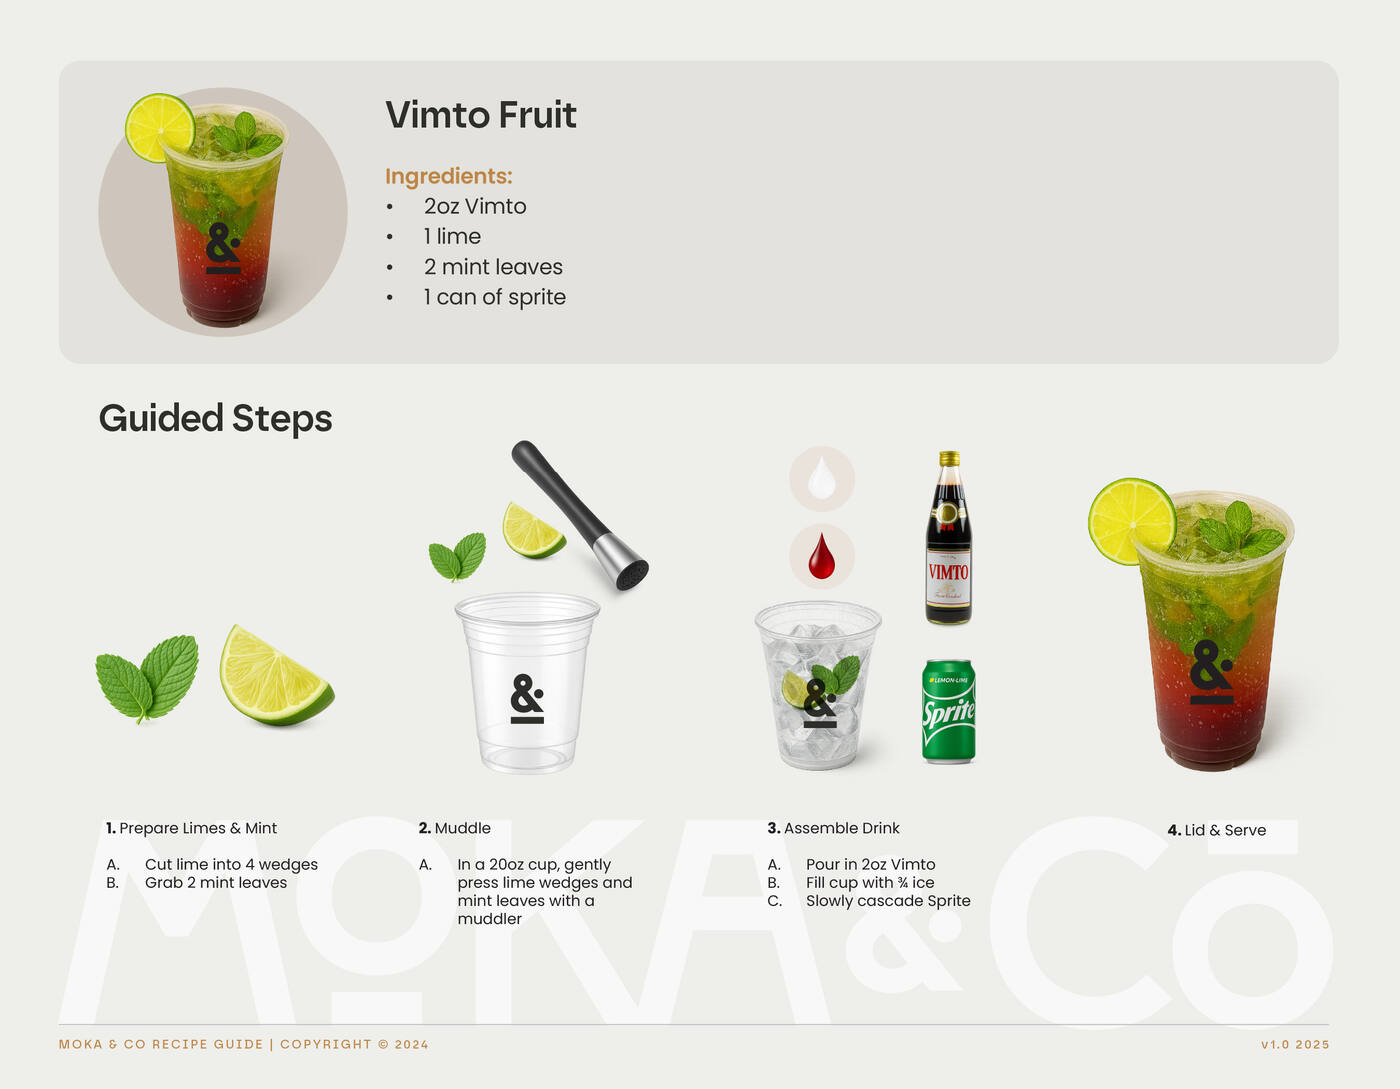 Vimto Fruit
Ingredients:
• 2oz Vimto
• 1 lime
• 2 mint leaves
• 1 can of sprite
&
Guided Steps
VIMTO
LEMON-LIME
Sprite
&
&
&
1. Prepare Limes & Mint
A. Cut lime into 4 wedges
B. Grab 2 mint leaves
2. Muddle
A. In a 20oz cup, gently
press lime wedges and
mint leaves with a
muddler
3. Assemble Drink
A. Pour in 2oz Vimto
B. Fill cup with ¾ ice
C. Slowly cascade Sprite
4. Lid & Serve
MOKA & CŌ
MOKA & CO RECIPE GUIDE | COPYRIGHT © 2024
v1.0 2025